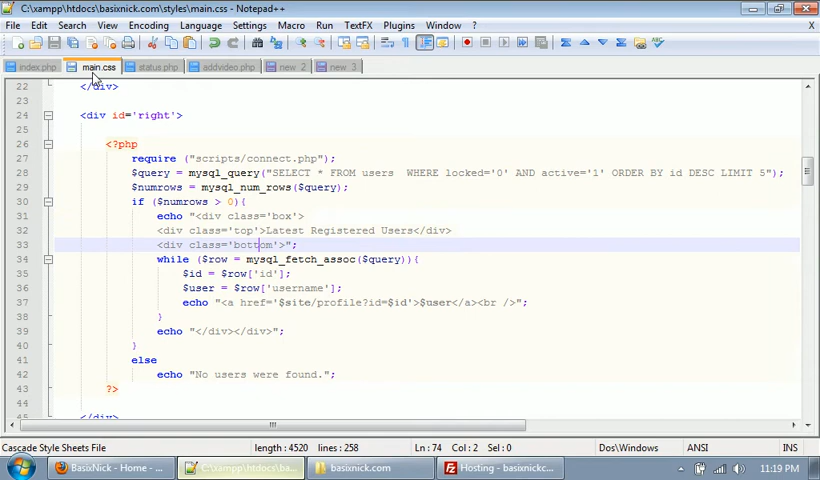 C:\xampp\htdocs\basixnick.com\styles\main.css - Notepad++
File Edit Search View Encoding Language Settings Macro Run TextFX Plugins Window ? X
index.php main.css status.php addvideo.php new 2 new 3
22 </div>
23
24 <div id='right'>
25
26 <?php
27 require ("scripts/connect.php");
28 $query = mysql_query("SELECT * FROM users  WHERE locked='0' AND active='1' ORDER BY id DESC LIMIT 5");
29 $numrows = mysql_num_rows($query);
30 if ($numrows > 0){
31 echo "<div class='box'>
32 <div class='top'>Latest Registered Users</div>
33 <div class='bottom'>";
34 while ($row = mysql_fetch_assoc($query)){
35 $id = $row['id'];
36 $user = $row['username'];
37 echo "<a href='$site/profile?id=$id'>$user</a><br />";
38 }
39 echo "</div></div>";
40 }
41 else
42 echo "No users were found.";
43 ?>
44
45 </div>
Cascade Style Sheets File length : 4520 lines : 258 Ln : 74 Col : 2 Sel : 0 Dos\Windows ANSI INS
BasixNick - Home - ... C:\xampp\htdocs\ba... basixnick.com Hosting - basixnickc... 11:19 PM